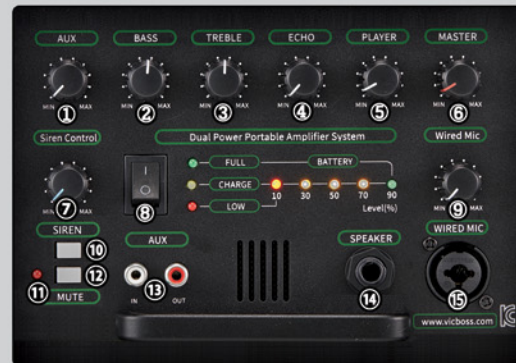 AUX BASS TREBLE ECHO PLAYER MASTER
MIN MAX MIN MAX MIN MAX MIN MAX MIN MAX MIN MAX
① ② ③ ④ ⑤ ⑥
Siren Control Dual Power Portable Amplifier System Wired Mic
FULL BATTERY
CHARGE
10 30 50 70 90
LOW Level(%)
I
O
MIN MAX MIN MAX
⑦ ⑧ ⑨
SIREN AUX SPEAKER WIRED MIC
⑩
⑪ ⑫ ⑬ ⑭ ⑮
MUTE IN OUT
www.vicboss.com